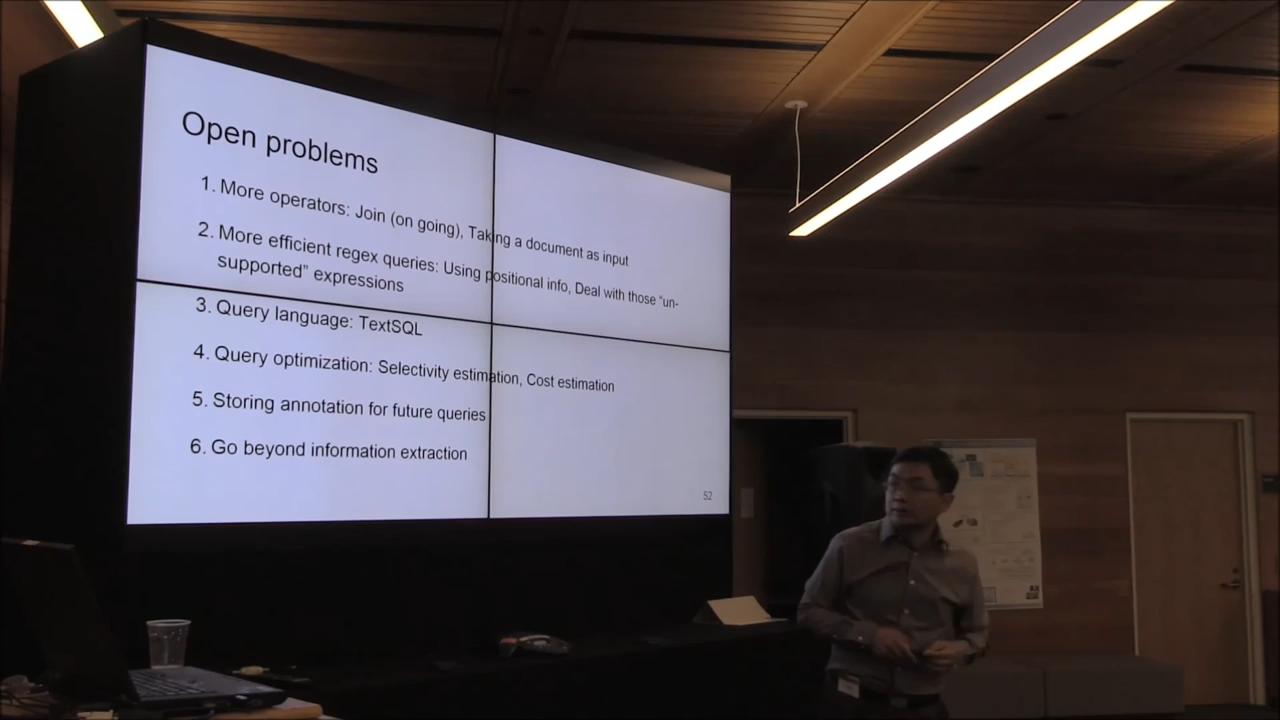 Open problems
1. More operators: Join (on going), Taking a document as input
2. More efficient regex queries: Using positional info, Deal with those “un-
supported” expressions
3. Query language: TextSQL
4. Query optimization: Selectivity estimation, Cost estimation
5. Storing annotation for future queries
6. Go beyond information extraction
52